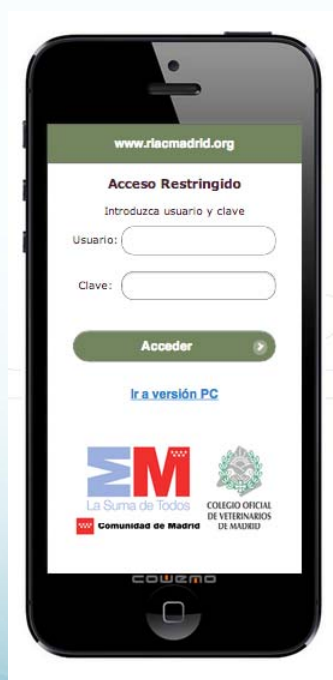 www.riacmadrid.org
Acceso Restringido
Introduzca usuario y clave
Usuario:
Clave:
Acceder
Ir a versión PC
EM
La Suma de Todos
Comunidad de Madrid
COLEGIO OFICIAL
DE VETERINARIOS
DE MADRID
COWEMO